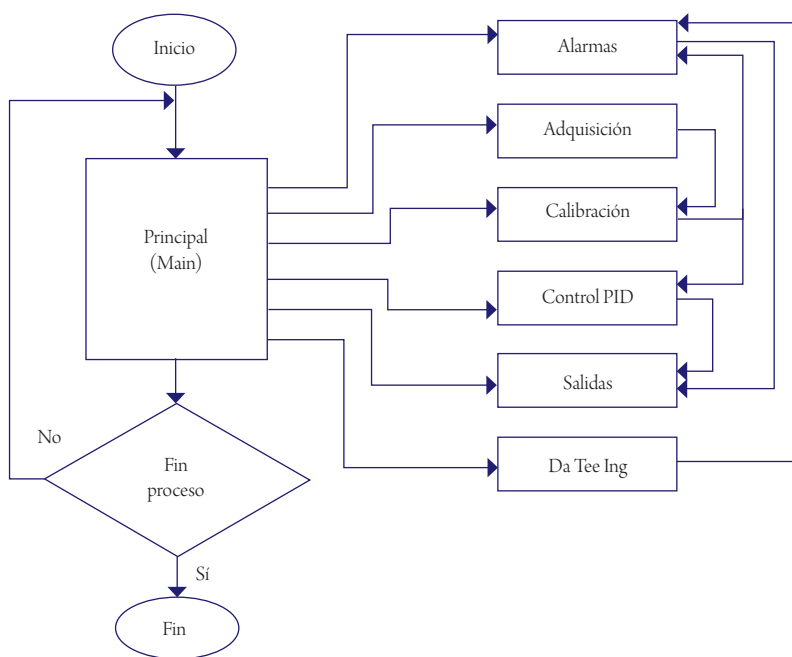 Inicio
Principal
(Main)
Fin
proceso
No
Sí
Fin
Alarmas
Adquisición
Calibración
Control PID
Salidas
Da Tee Ing